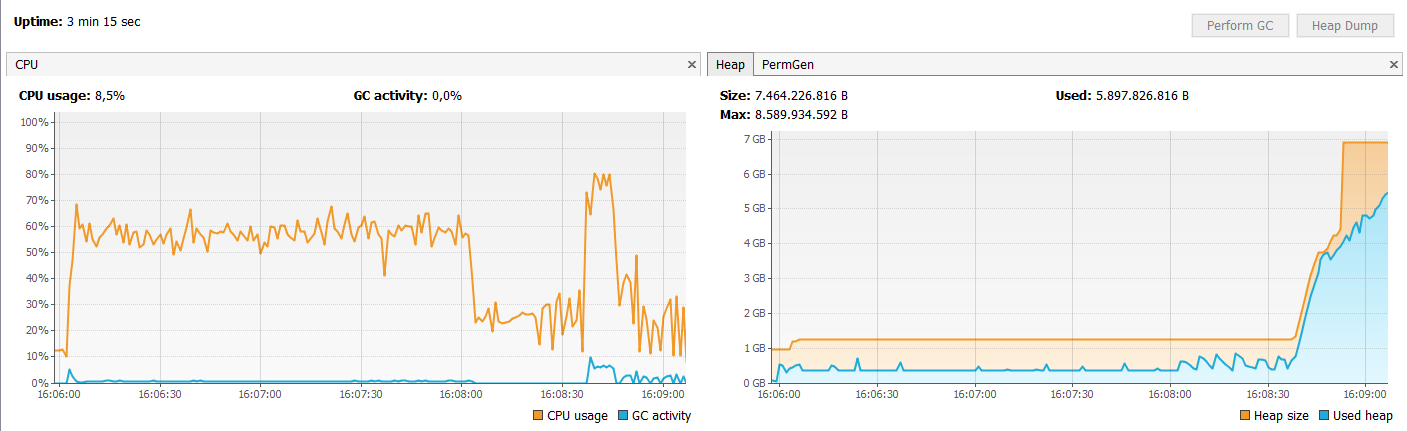 Uptime: 3 min 15 sec
Perform GC
Heap Dump
CPU
CPU usage: 8,5%
GC activity: 0,0%
100%
90%
80%
70%
60%
50%
40%
30%
20%
10%
0%
16:06:00
16:06:30
16:07:00
16:07:30
16:08:00
16:08:30
16:09:00
CPU usage
GC activity
Heap
PermGen
Size: 7.464.226.816 B
Used: 5.897.826.816 B
Max: 8.589.934.592 B
7 GB
6 GB
5 GB
4 GB
3 GB
2 GB
1 GB
0 GB
16:06:00
16:06:30
16:07:00
16:07:30
16:08:00
16:08:30
16:09:00
Heap size
Used heap